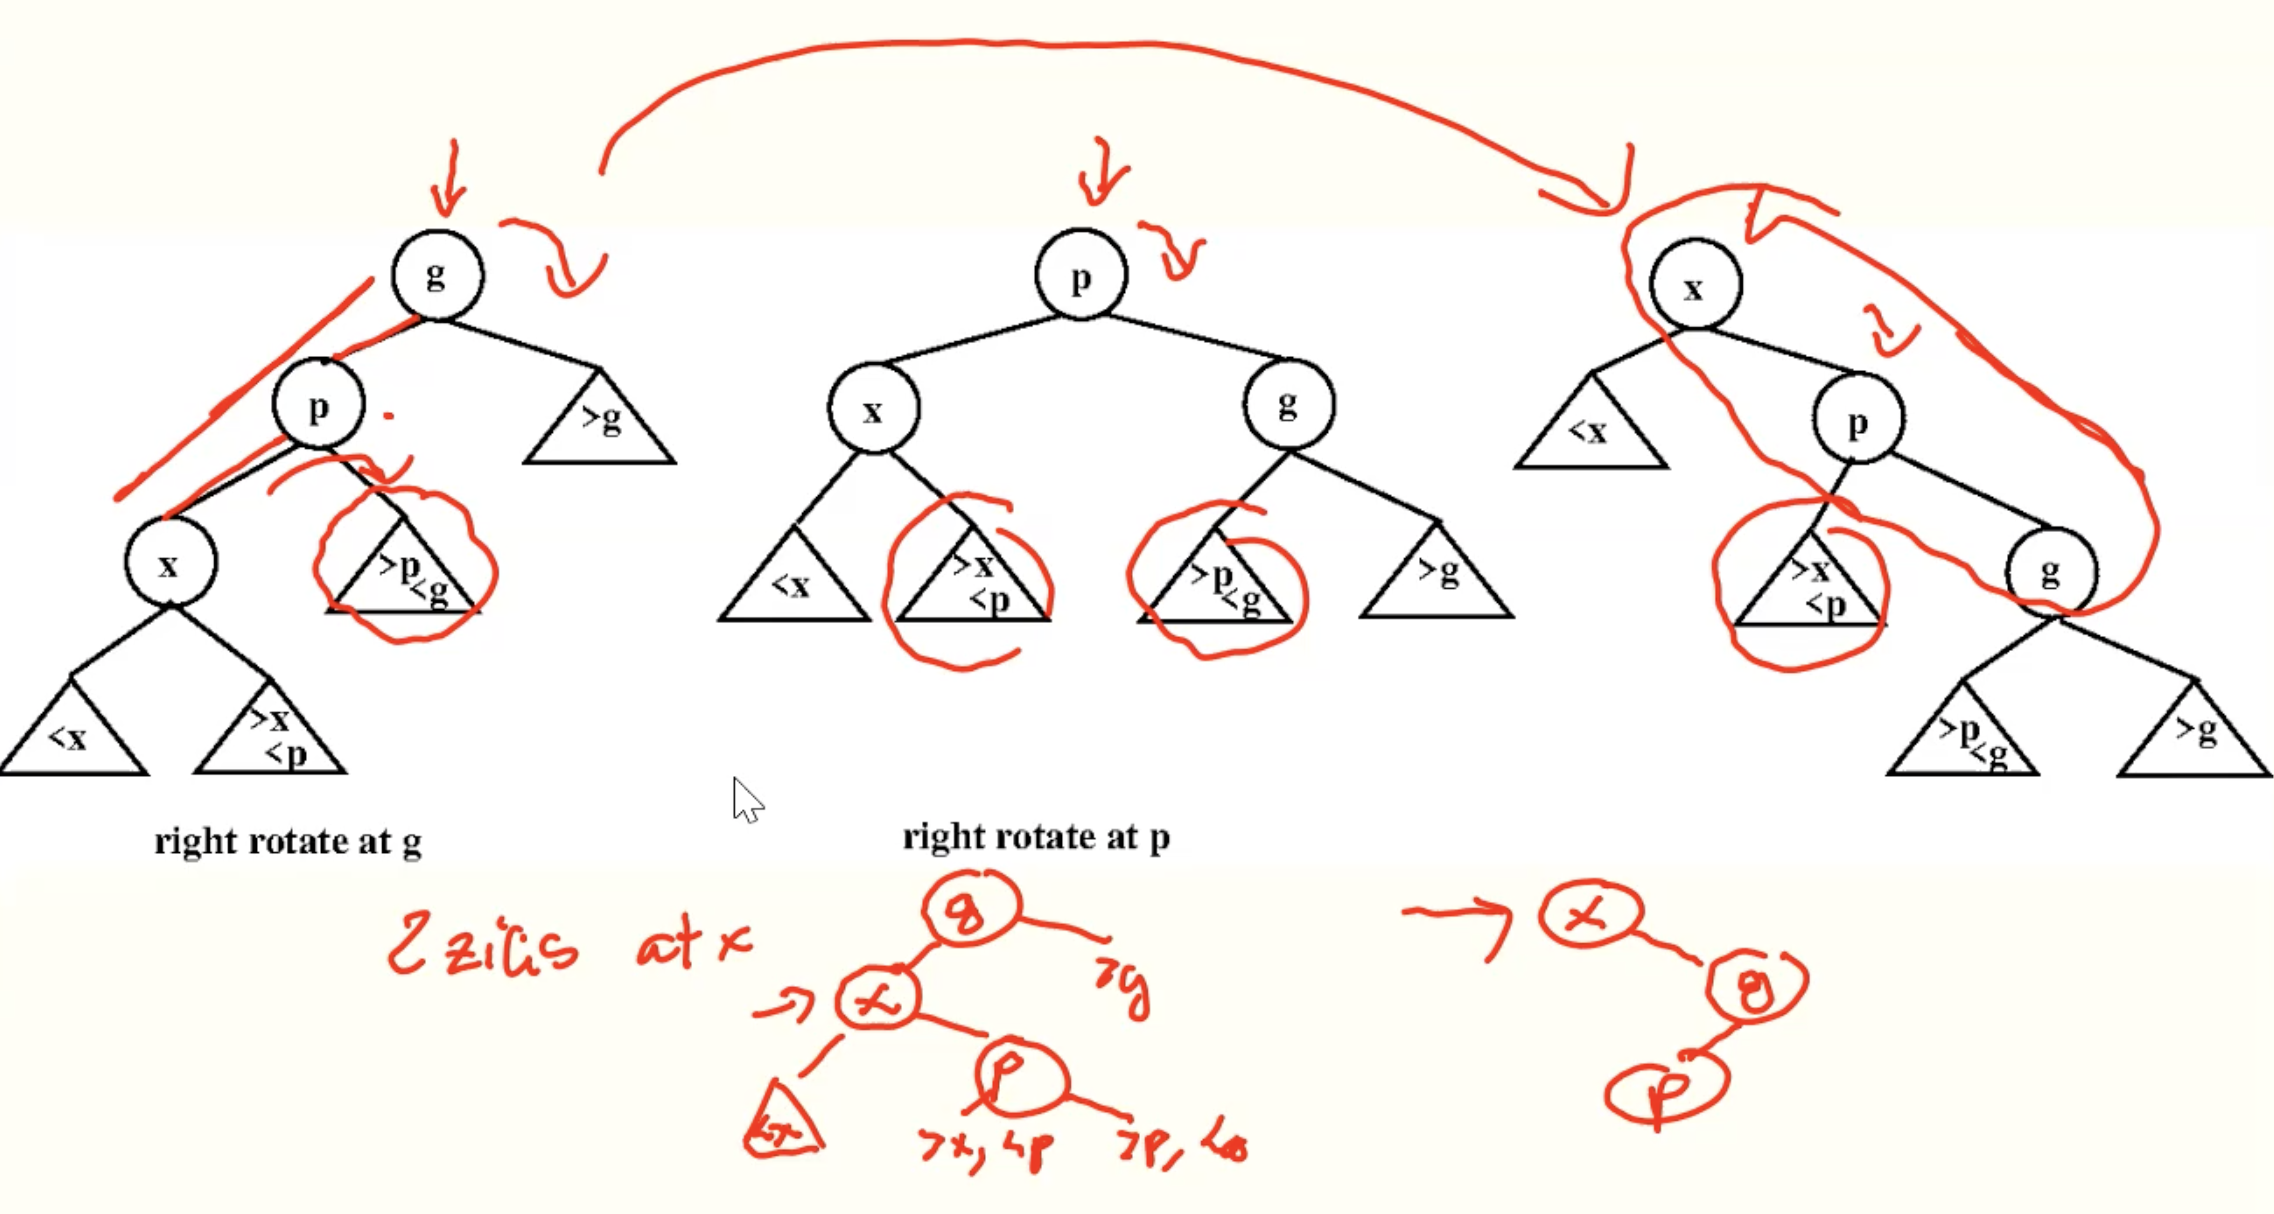 g
p
x
p
>g
x
g
<x
p
x
>p
<g
<x
>x
<p
>p
<g
>g
>x
<p
g
<x
>x
<p
>p
<g
>g
right rotate at g
right rotate at p
g
x
2 zigs at x
x
>g
g
p
p
<x
>x, <p
>p, <g